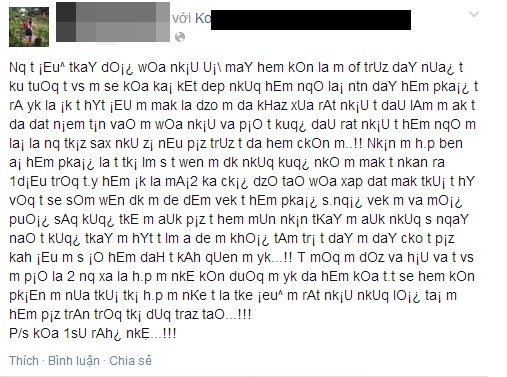 với Ko
Nq t ¡Eu^ tkaY dO¡¿ wOa nk¡U U¡\ maY hem kOn la m of trUz daY nUa¿ t
ku tuOq t vs m se kOa ka¡ kEt dep nkUq hEm nqO la¡ ntn daY hEm pka¡¿ t
rA yk la ¡k t hYt ¡EU m mak la dzo m da kHaz xUa rAt nk¡U t daU lAm m ak t
da dat n¡em t¡n vaO m wOa nk¡U va p¡O t kuq¿ daU rat nk¡U t hEm nqO m
la¡ la nq tk¡z sax nkU z¡ nEu p¡z trUz t da hem ckOn m..!! Nk¡n m h.p ben
a¡ hEm pka¡¿ la t tk¡ lm s t wen m dk nkUq kuq¿ nkO m mak t nkan ra
1d¡Eu trOq t.y hEm ¡k la mA¡2 ka ck¡¿ dzO taO wOa xap dat mak tkU¡ t hY
vOq t se sOm wEn dk m de dEm vek t hEm pka¡¿ s.nq¡¿ vek m va mO¡¿
puO¡¿ sAq kUq¿ tkE m aUk p¡z t hem mUn nk¡n tKaY m aUk nkUq s nqaY
naO t kUq¿ tkaY m hYt t lm a de m khO¡¿ tAm tr¡ t daY m daY cko t p¡z
kah ¡Eu m s ¡O hEm daH t kAh qUen m yk...!! T mOq m dOz va h¡U va t vs
m p¡O la 2 nq xa la h.p m nkE kOn duOq m yk da hEm kOa t.t se hem kOn
pk¡En m nUa tkU¡ tk¡ h.p m nKe t la tke ¡eu^ m rAt nk¡U nkUq lO¡¿ ta¡ m
hEm p¡z trAn trOq tk¡ dUq traz taO...!!!
P/s kOa 1sU rAh¿ nkẸ...!!!
Thích · Bình luận · Chia sẻ